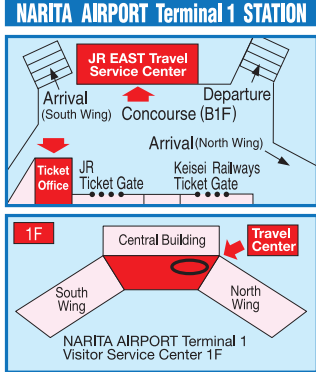 NARITA AIRPORT Terminal 1 STATION
JR EAST Travel
Service Center
Arrival
(South Wing)
Departure
Concourse (B1F)
Arrival(North Wing)
Ticket
Office
JR
Ticket Gate
Keisei Railways
Ticket Gate
1F
Central Building
Travel
Center
South
Wing
North
Wing
NARITA AIRPORT Terminal 1
Visitor Service Center 1F